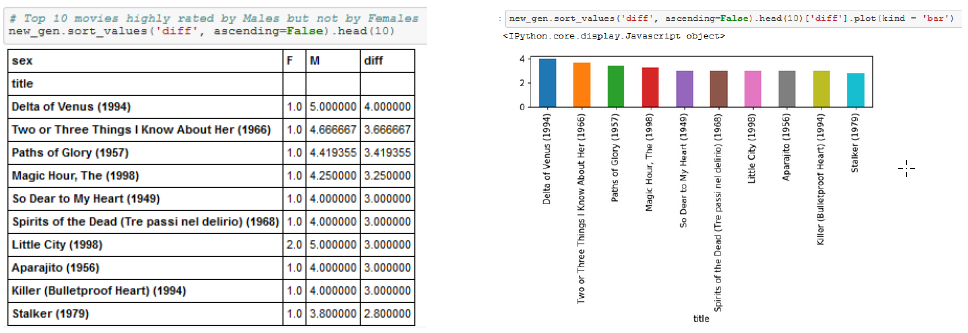 # Top 10 movies highly rated by Males but not by Females
new_gen.sort_values('diff', ascending=False).head(10)
sex F M diff
title
Delta of Venus (1994) 1.0 5.000000 4.000000
Two or Three Things I Know About Her (1966) 1.0 4.666667 3.666667
Paths of Glory (1957) 1.0 4.419355 3.419355
Magic Hour, The (1998) 1.0 4.250000 3.250000
So Dear to My Heart (1949) 1.0 4.000000 3.000000
Spirits of the Dead (Tre passi nel delirio) (1968) 1.0 4.000000 3.000000
Little City (1998) 2.0 5.000000 3.000000
Aparajito (1956) 1.0 4.000000 3.000000
Killer (Bulletproof Heart) (1994) 1.0 4.000000 3.000000
Stalker (1979) 1.0 3.800000 2.800000
: new_gen.sort_values('diff', ascending=False).head(10)['diff'].plot(kind = 'bar')
<IPython.core.display.Javascript object>
4
2
0
Delta of Venus (1994)
Two or Three Things I Know About Her (1966)
Paths of Glory (1957)
Magic Hour, The (1998)
So Dear to My Heart (1949)
Spirits of the Dead (Tre passi nel delirio) (1968)
Little City (1998)
Aparajito (1956)
Killer (Bulletproof Heart) (1994)
Stalker (1979)
title